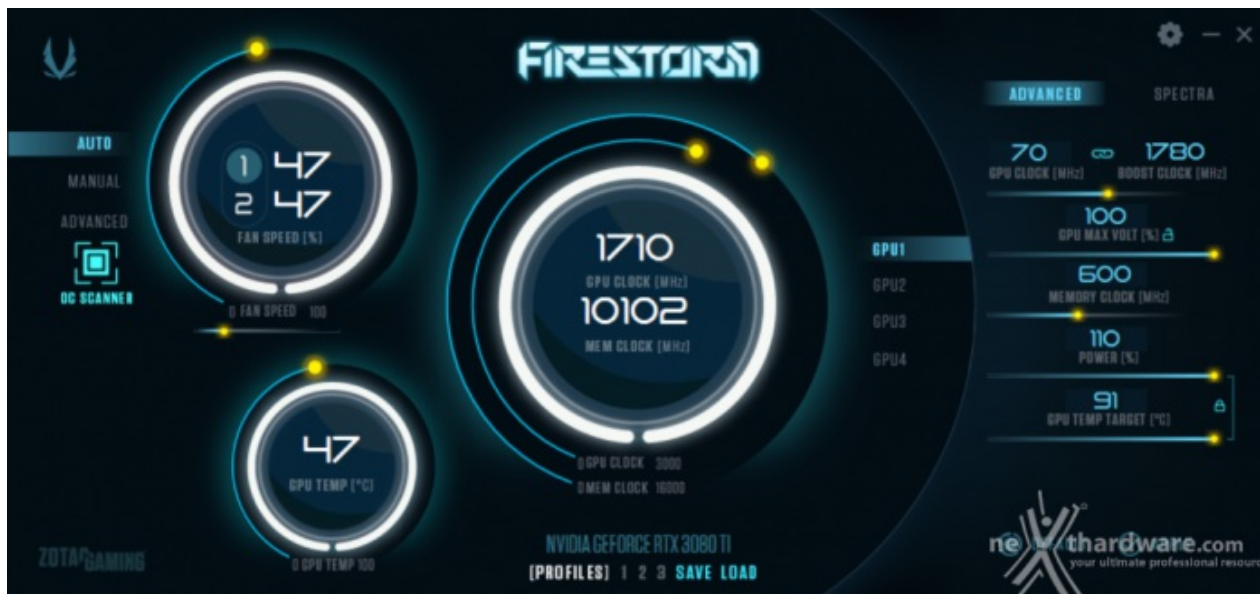 FIRESTORM
AUTO
MANUAL
ADVANCED
OC SCANNER
1 47
2 47
FAN SPEED [%]
0 FAN SPEED 100
47
GPU TEMP [°C]
0 GPU TEMP 100
1710
GPU CLOCK [MHz]
10102
MEM CLOCK [MHz]
0 GPU CLOCK 3000
0 MEM CLOCK 16000
GPU1
GPU2
GPU3
GPU4
ADVANCED SPECTRA
70 1780
GPU CLOCK [MHz] BOOST CLOCK [MHz]
100
GPU MAX VOLT [%]
600
MEMORY CLOCK [MHz]
110
POWER [%]
91
GPU TEMP TARGET [°C]
ZOTAC GAMING
NVIDIA GEFORCE RTX 3080 TI
[PROFILES] 1 2 3 SAVE LOAD
nexthardware.com
your ultimate professional resource